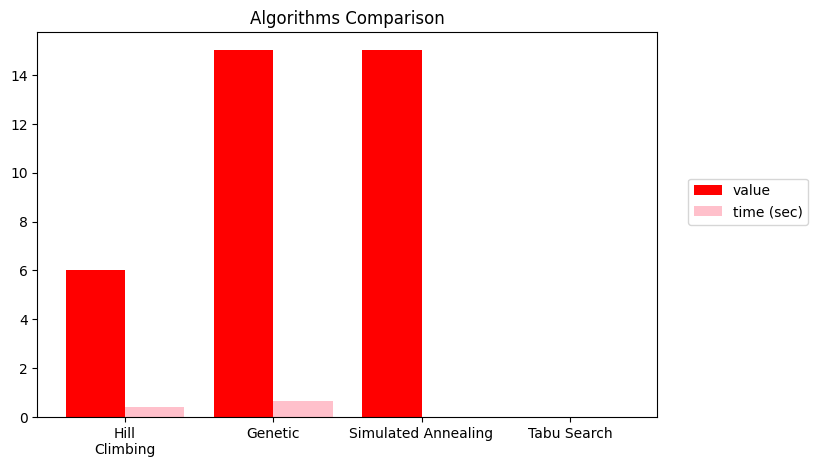 Algorithms Comparison
14
12
10
8
6
4
2
0
Hill
Climbing
Genetic
Simulated Annealing
Tabu Search
value
time (sec)